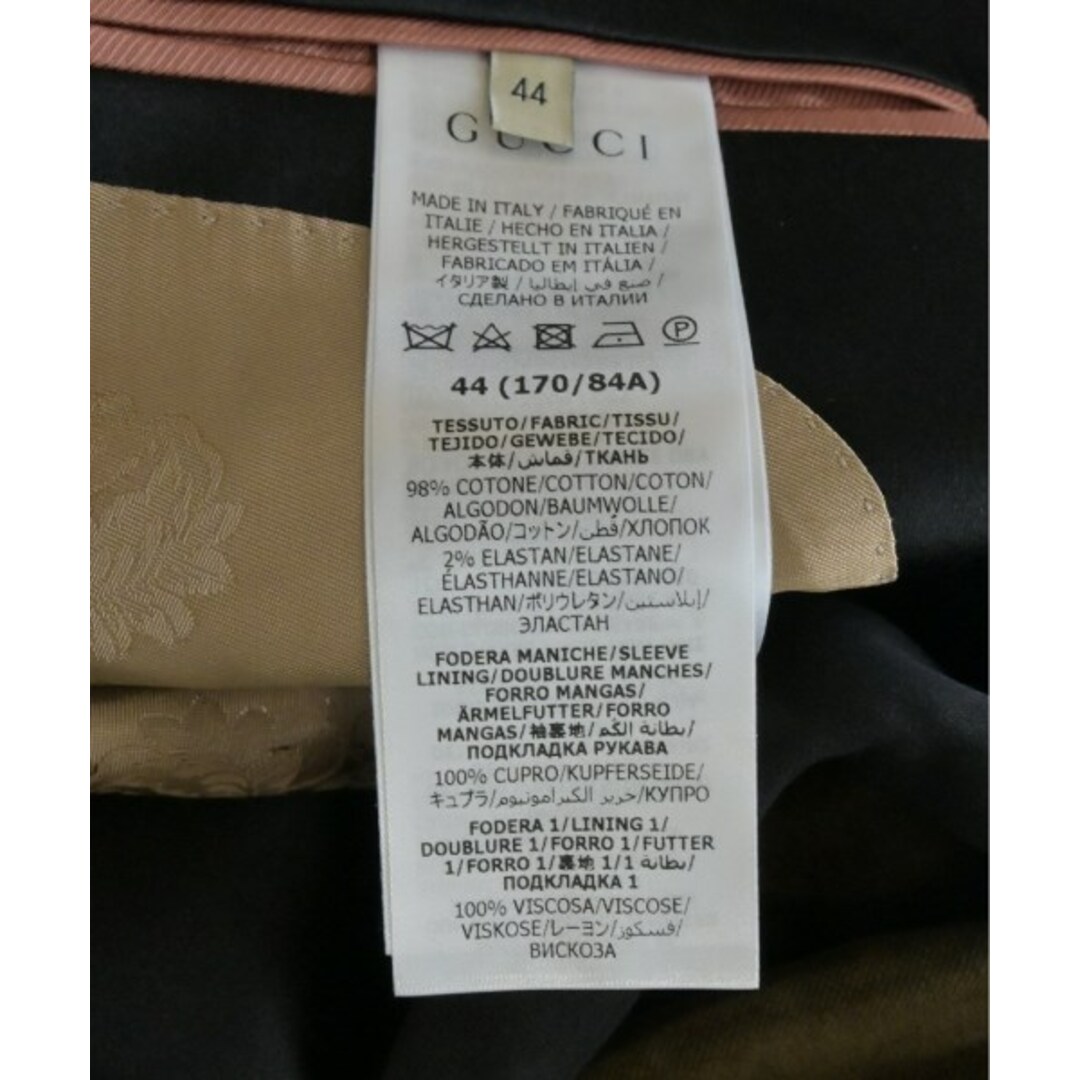 44
GUCCI
MADE IN ITALY / FABRIQUÉ EN
ITALIE / HECHO EN ITALIA /
HERGESTELLT IN ITALIEN /
FABRICADO EM ITÁLIA /
イタリア製 / صنع في إيطاليا /
СДЕЛАНО В ИТАЛИИ
P
44 (170/84A)
TESSUTO/FABRIC/TISSU/
TEJIDO/GEWEBE/TECIDO/
本体/قماش/ТКАНЬ
98% COTONE/COTTON/COTON/
ALGODON/BAUMWOLLE/
ALGODÃO/コットン/قطن/ХЛОПОК
2% ELASTAN/ELASTANE/
ÉLASTHANNE/ELASTANO/
ELASTHAN/ポリウレタン/إيلاستين/
ЭЛАСТАН
FODERA MANICHE/SLEEVE
LINING/DOUBLURE MANCHES/
FORRO MANGAS/
ÄRMELFUTTER/FORRO
MANGAS/袖裏地/بطانة الكم/
ПОДКЛАДКА РУКАВА
100% CUPRO/KUPFERSEIDE/
キュプラ/حرير الكبرامونيوم/КУПРО
FODERA 1/LINING 1/
DOUBLURE 1/FORRO 1/FUTTER
1/FORRO 1/裏地 1/بطانة 1/
ПОДКЛАДКА 1
100% VISCOSA/VISCOSE/
VISKOSE/レーヨン/فسكوز/
ВИСКОЗА